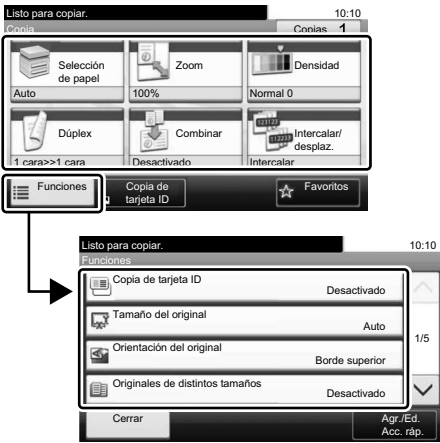 Listo para copiar.
10:10
Copia
Copias 1
Selección
de papel
Auto
Zoom
100%
Densidad
Normal 0
Dúplex
1 cara>>1 cara
Combinar
Desactivado
Intercalar/
desplaz.
Intercalar
Funciones
Copia de
tarjeta ID
Favoritos
Listo para copiar.
10:10
Funciones
Copia de tarjeta ID
Desactivado
Tamaño del original
Auto
1/5
Orientación del original
Borde superior
Originales de distintos tamaños
Desactivado
Cerrar
Agr./Ed.
Acc. ráp.